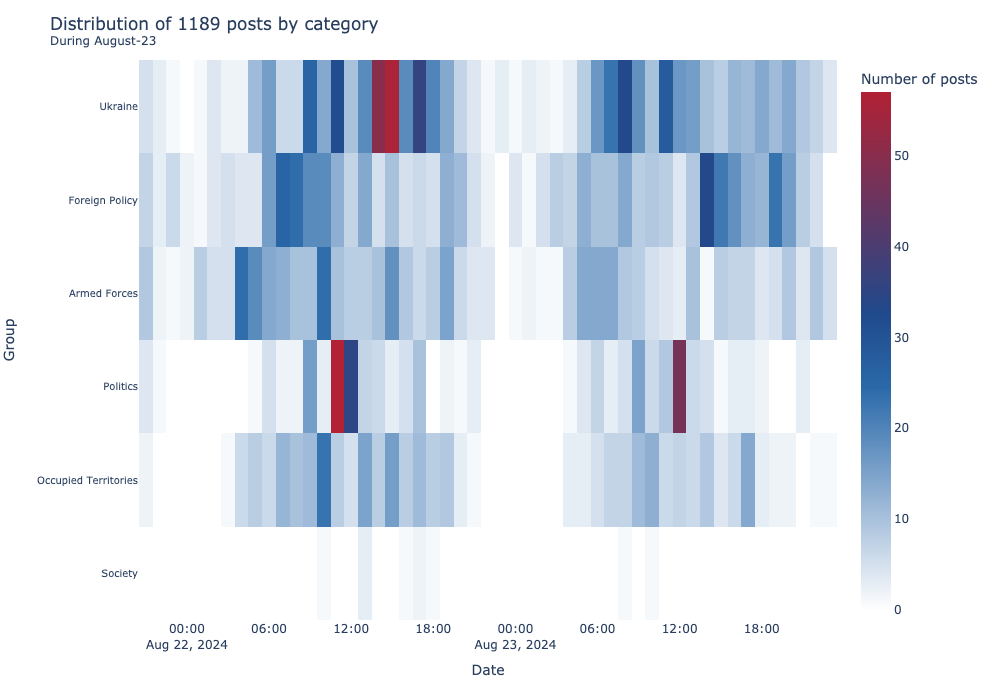 Distribution of 1189 posts by category
During August-23
Number of posts
Ukraine
Foreign Policy
Armed Forces
Politics
Occupied Territories
Society
Group
50
40
30
20
10
0
00:00
Aug 22, 2024
06:00
12:00
18:00
00:00
Aug 23, 2024
06:00
12:00
18:00
Date